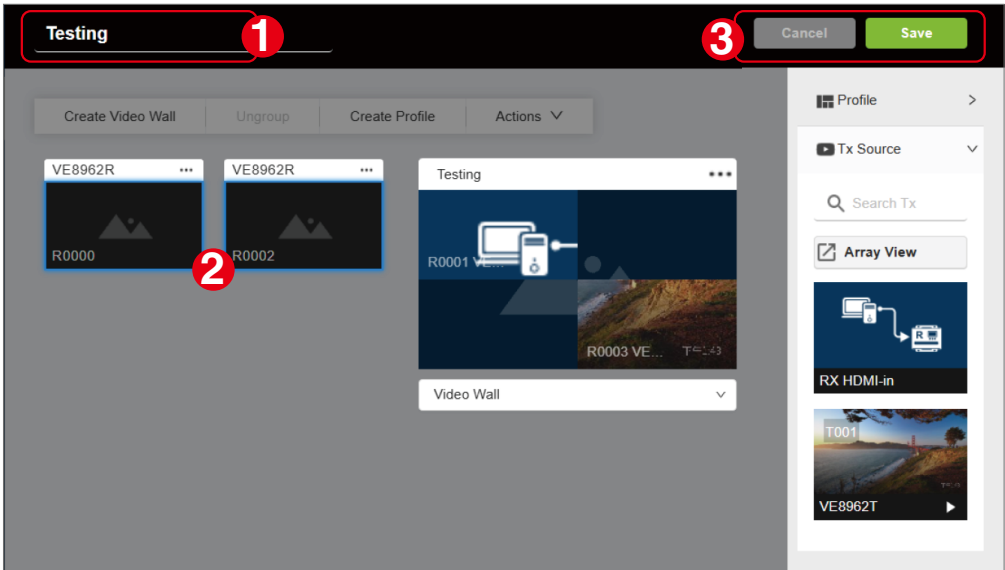 Testing
1
3
Cancel
Save
Create Video Wall
Ungroup
Create Profile
Actions
Profile
Tx Source
VE8962R
VE8962R
Testing
Search Tx
R0000
2
R0002
R0001 VE...
Array View
R
R0003 VE...
RX HDMI-in
Video Wall
T001
VE8962T